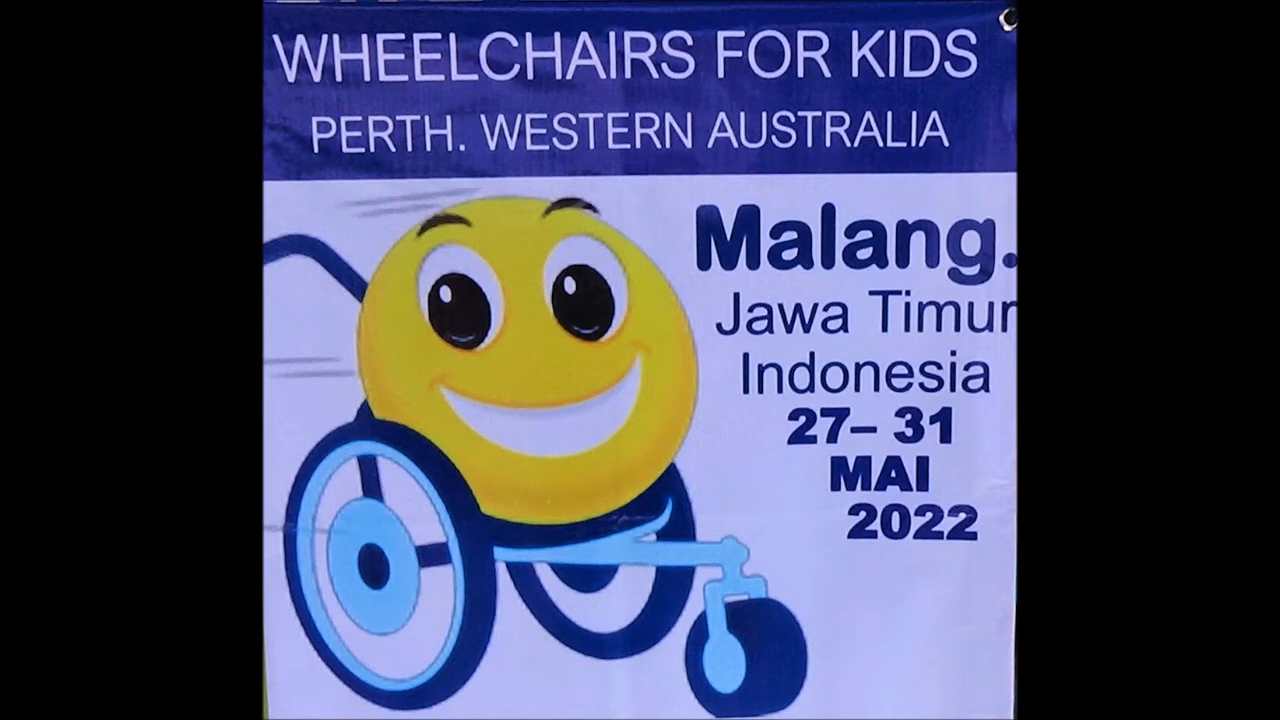 WHEELCHAIRS FOR KIDS
PERTH. WESTERN AUSTRALIA
Malang.
Jawa Timur
Indonesia
27– 31
MAI
2022